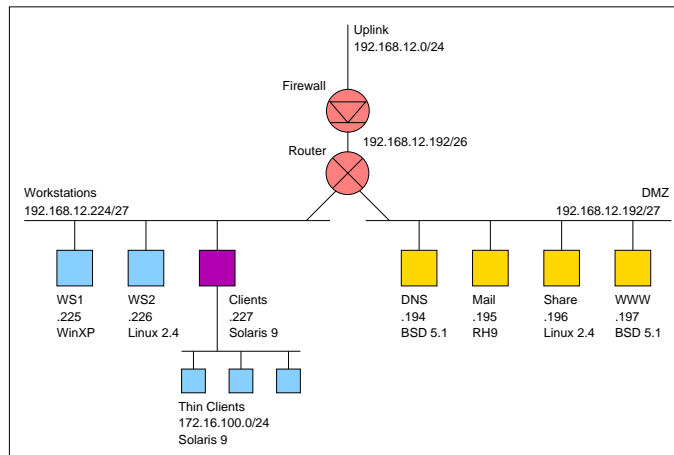 Uplink
192.168.12.0/24
Firewall
192.168.12.192/26
Router
Workstations
192.168.12.224/27
DMZ
192.168.12.192/27
WS1
.225
WinXP
WS2
.226
Linux 2.4
Clients
.227
Solaris 9
DNS
.194
BSD 5.1
Mail
.195
RH9
Share
.196
Linux 2.4
WWW
.197
BSD 5.1
Thin Clients
172.16.100.0/24
Solaris 9